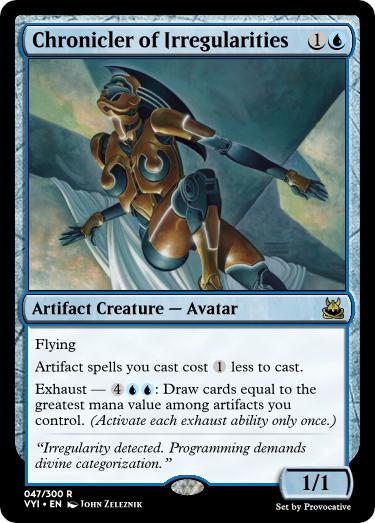 Chronicler of Irregularities 1
Artifact Creature — Avatar
Flying
Artifact spells you cast cost 1 less to cast.
Exhaust — 4: Draw cards equal to the
greatest mana value among artifacts you
control. (Activate each exhaust ability only once.)
“Irregularity detected. Programming demands
divine categorization.”
1/1
047/300 R
VYI • EN John Zeleznik
Set by Provocative